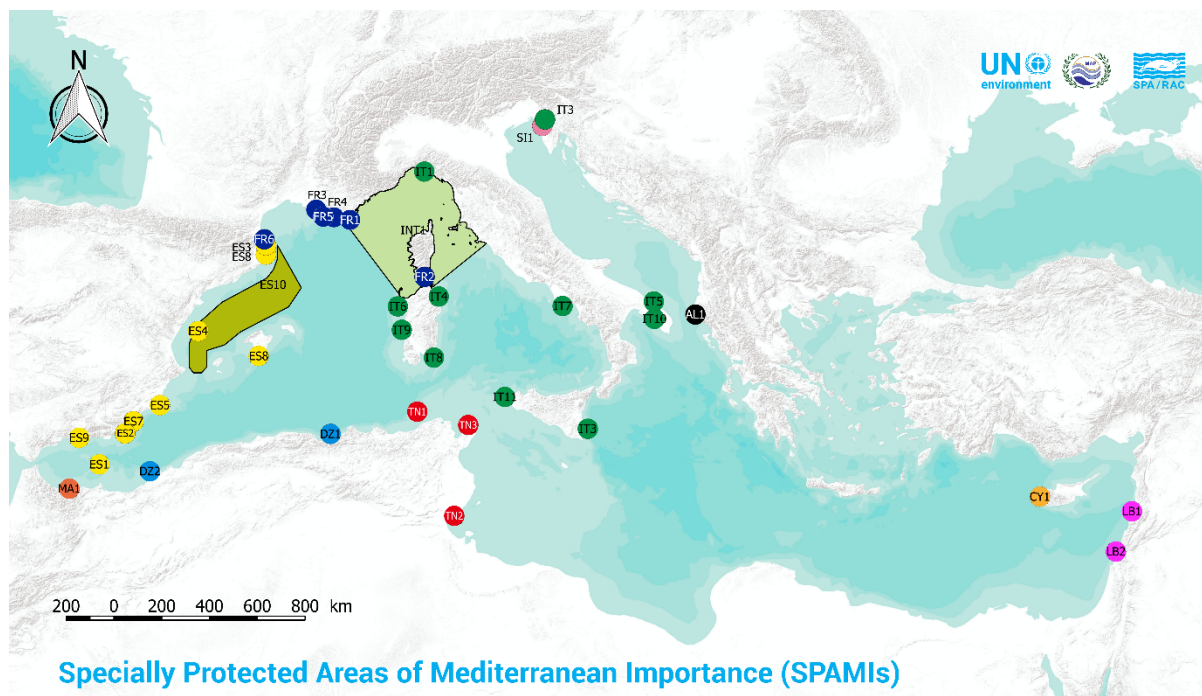 N
UN
environment
MAP
SPA/RAC
IT3
SI1
IT1
FR3
FR4
FR5
FR1
FR6
ES3
ES8
INT1
ES10
FR2
IT4
IT6
IT7
IT5
IT10
AL1
ES4
IT9
ES8
IT8
IT11
ES5
TN1
ES7
TN3
ES2
IT3
DZ1
ES9
ES1
DZ2
MA1
CY1
LB1
TN2
LB2
200 0 200 400 600 800 km
Specially Protected Areas of Mediterranean Importance (SPAMIs)